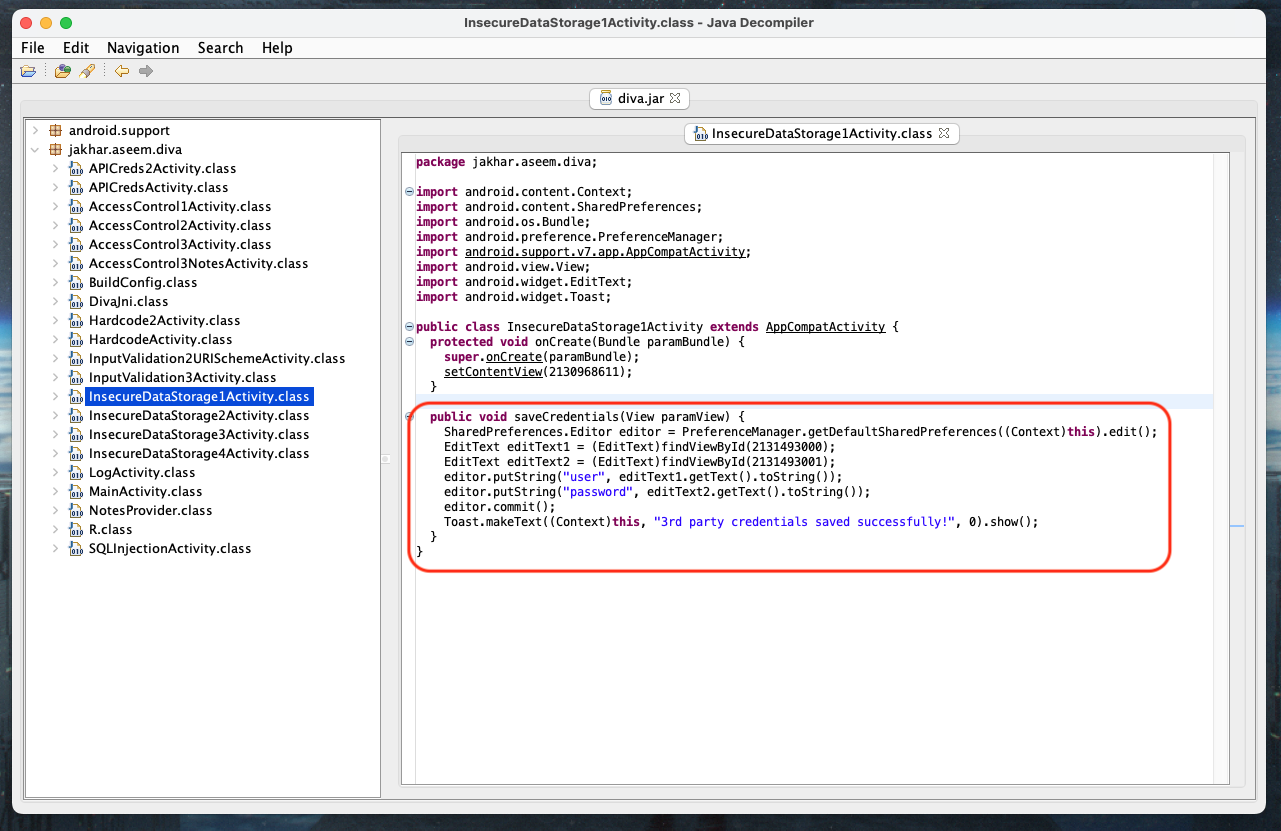 InsecureDataStorage1Activity.class - Java Decompiler
File Edit Navigation Search Help
diva.jar
android.support
jakhar.aseem.diva
APICreds2Activity.class
APICredsActivity.class
AccessControl1Activity.class
AccessControl2Activity.class
AccessControl3Activity.class
AccessControl3NotesActivity.class
BuildConfig.class
DivaJni.class
Hardcode2Activity.class
HardcodeActivity.class
InputValidation2URISchemeActivity.class
InputValidation3Activity.class
InsecureDataStorage1Activity.class
InsecureDataStorage2Activity.class
InsecureDataStorage3Activity.class
InsecureDataStorage4Activity.class
LogActivity.class
MainActivity.class
NotesProvider.class
R.class
SQLInjectionActivity.class
InsecureDataStorage1Activity.class
package jakhar.aseem.diva;
import android.content.Context;
import android.content.SharedPreferences;
import android.os.Bundle;
import android.preference.PreferenceManager;
import android.support.v7.app.AppCompatActivity;
import android.view.View;
import android.widget.EditText;
import android.widget.Toast;
public class InsecureDataStorage1Activity extends AppCompatActivity {
protected void onCreate(Bundle paramBundle) {
super.onCreate(paramBundle);
setContentView(2130968611);
}
public void saveCredentials(View paramView) {
SharedPreferences.Editor editor = PreferenceManager.getDefaultSharedPreferences((Context)this).edit();
EditText editText1 = (EditText)findViewById(2131493000);
EditText editText2 = (EditText)findViewById(2131493001);
editor.putString("user", editText1.getText().toString());
editor.putString("password", editText2.getText().toString());
editor.commit();
Toast.makeText((Context)this, "3rd party credentials saved successfully!", 0).show();
}
}